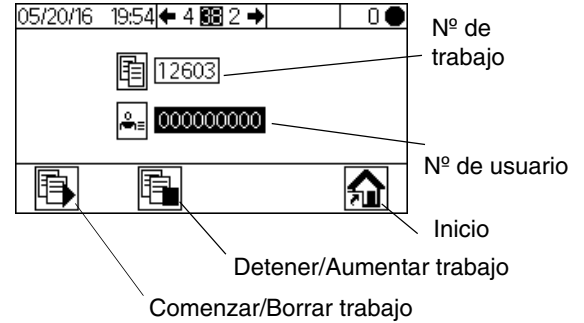 05/20/16 19:54 4 38 2 0
Nº de
trabajo
12603
000000000
Nº de usuario
Inicio
Detener/Aumentar trabajo
Comenzar/Borrar trabajo